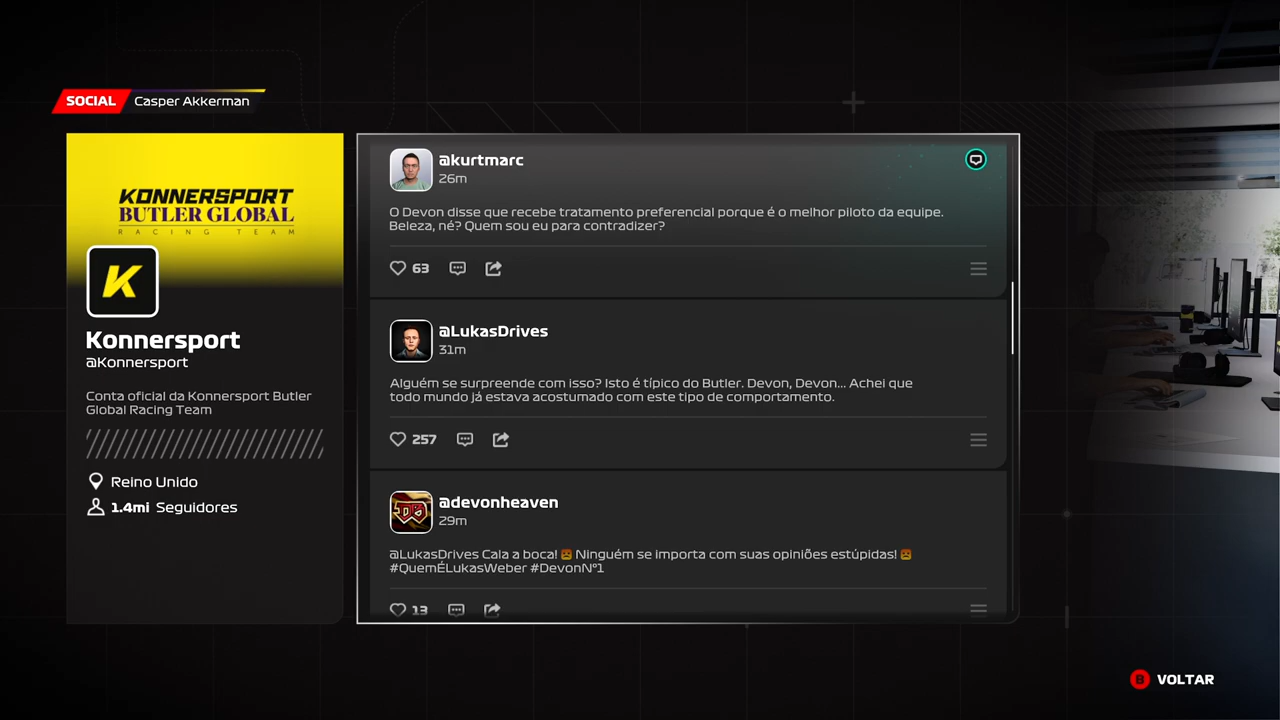 SOCIAL Casper Akkerman
KONNERSPORT
BUTLER GLOBAL
RACING TEAM
K
Konnersport
@Konnersport
Conta oficial da Konnersport Butler
Global Racing Team
Reino Unido
1.4mi Seguidores
@kurtmarc
26m
O Devon disse que recebe tratamento preferencial porque é o melhor piloto da equipe.
Beleza, né? Quem sou eu para contradizer?
63
@LukasDrives
31m
Alguém se surpreende com isso? Isto é típico do Butler. Devon, Devon... Achei que
todo mundo já estava acostumado com este tipo de comportamento.
257
@devonheaven
29m
@LukasDrives Cala a boca! 😡 Ninguém se importa com suas opiniões estúpidas! 😡
#QuemÉLukasWeber #DevonNº1
13
B VOLTAR